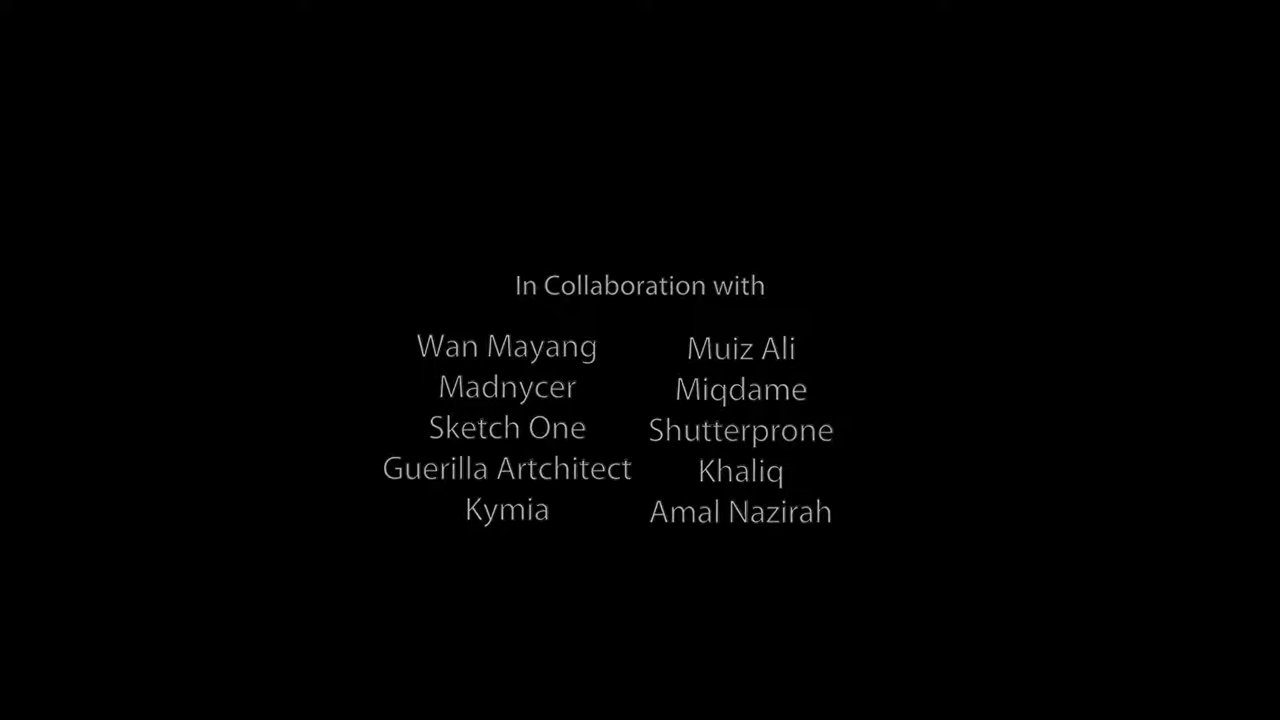 In Collaboration with
Wan Mayang
Madnycer
Sketch One
Guerilla Artchitect
Kymia
Muiz Ali
Miqdame
Shutterprone
Khaliq
Amal Nazirah